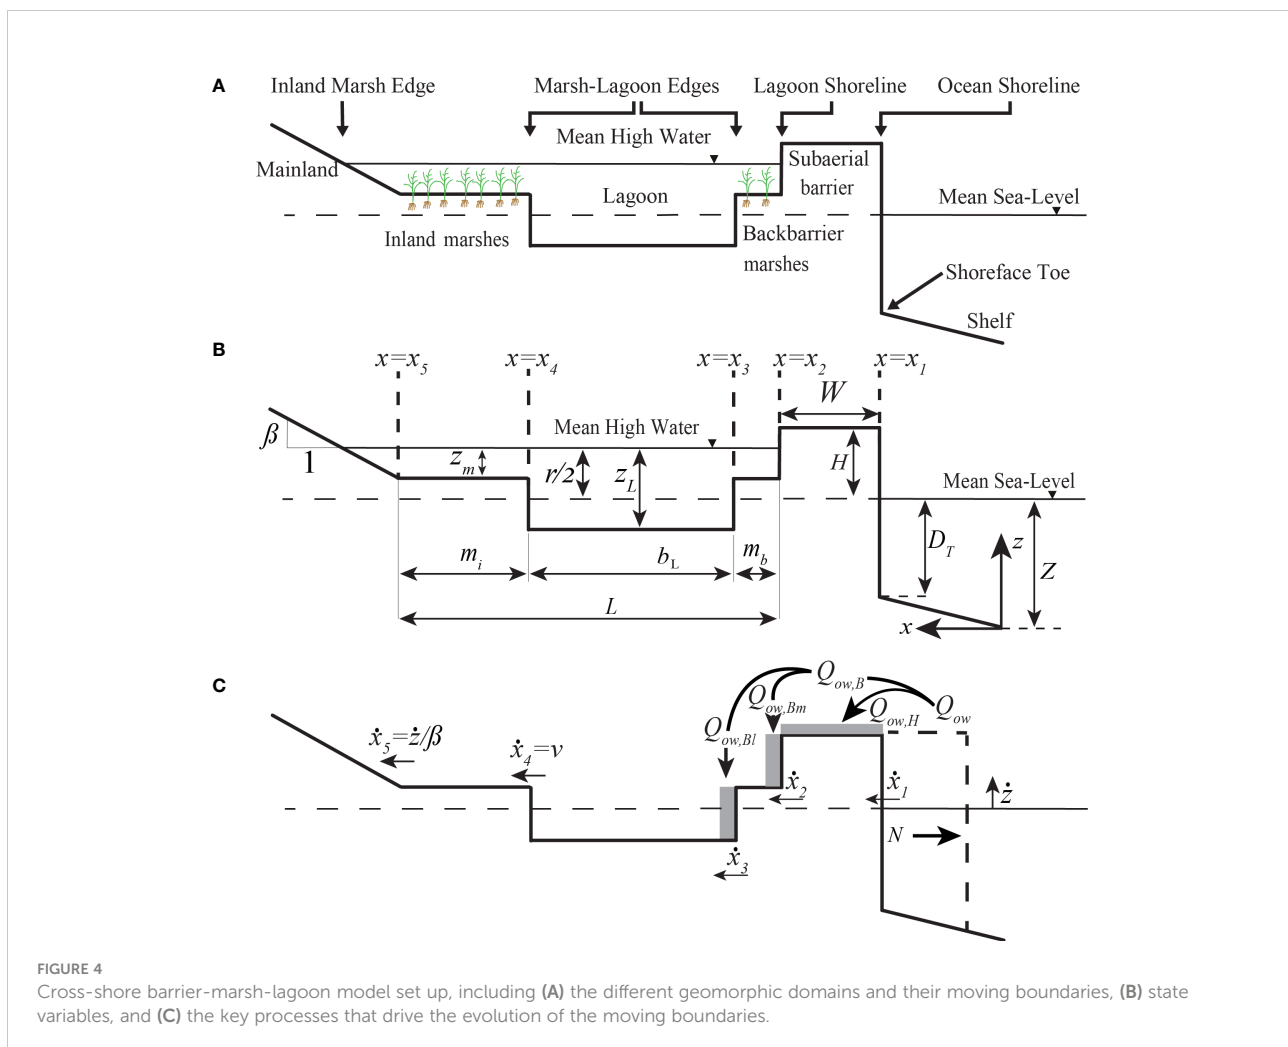 A
Inland Marsh Edge
Marsh-Lagoon Edges
Lagoon Shoreline
Ocean Shoreline
Mean High Water
Mainland
Subaerial
barrier
Lagoon
Mean Sea-Level
Inland marshes
Backbarrier
marshes
Shoreface Toe
Shelf
B
x=x5
x=x4
x=x3
x=x2
x=x1
W
β
1
Mean High Water
zm
r/2
zL
H
Mean Sea-Level
DT
z
Z
mi
bL
mb
L
x
C
Qow,B
Qow,Bm
Qow,H
Qow
Qow,Bl
ẋ5=ż/β
ẋ4=v
ẋ2
ẋ1
ż
N
ẋ3
FIGURE 4
Cross-shore barrier-marsh-lagoon model set up, including (A) the different geomorphic domains and their moving boundaries, (B) state
variables, and (C) the key processes that drive the evolution of the moving boundaries.